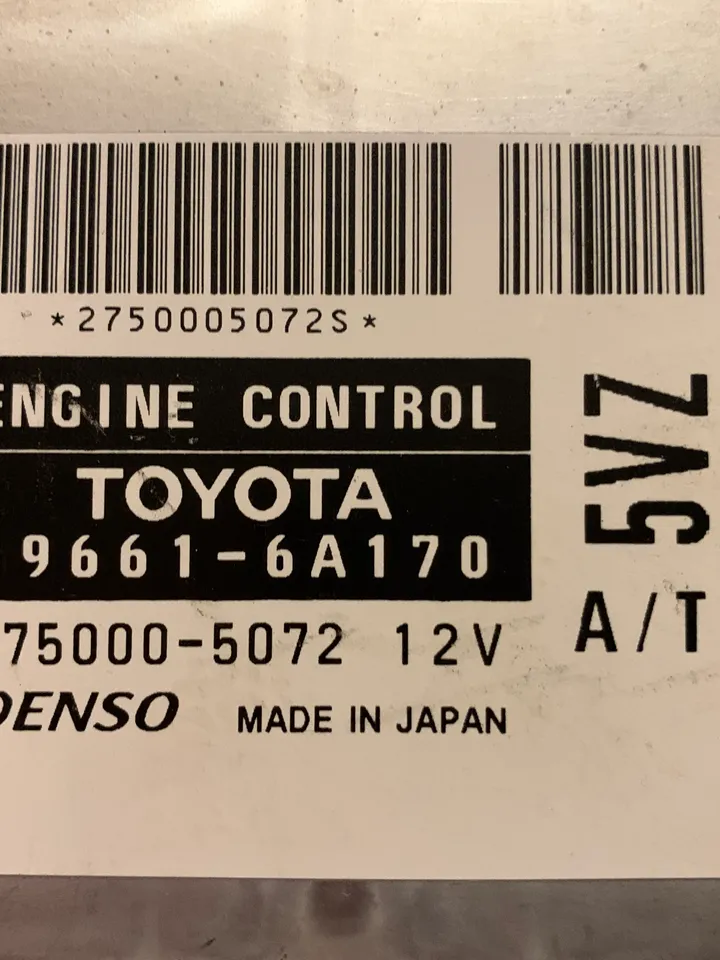 *2750005072S*
ENGINE CONTROL
TOYOTA
9661-6A170
75000-5072 12V
DENSO MADE IN JAPAN
5VZ
A/T